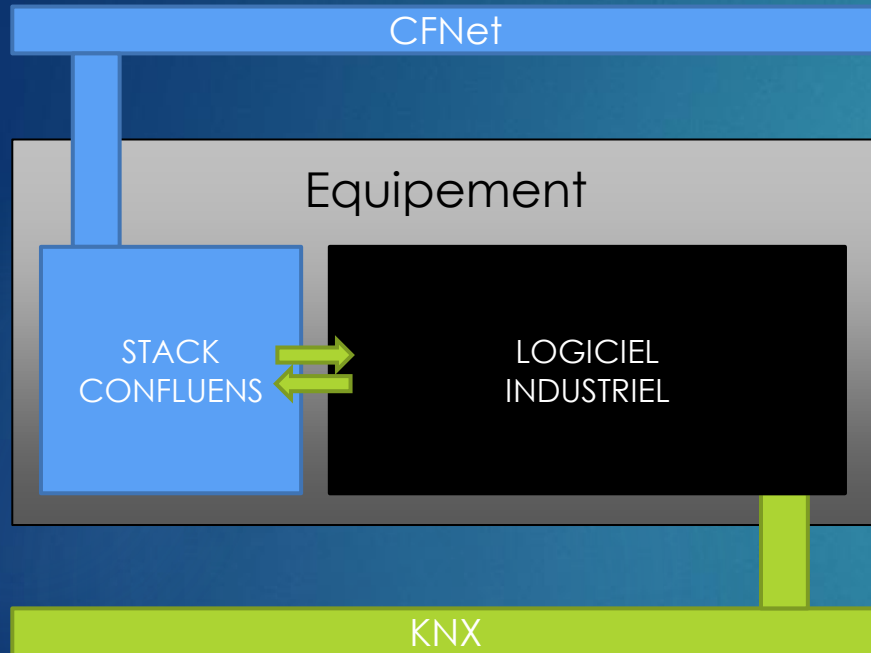 CFNet
Equipement
STACK
CONFLUENS
LOGICIEL
INDUSTRIEL
KNX